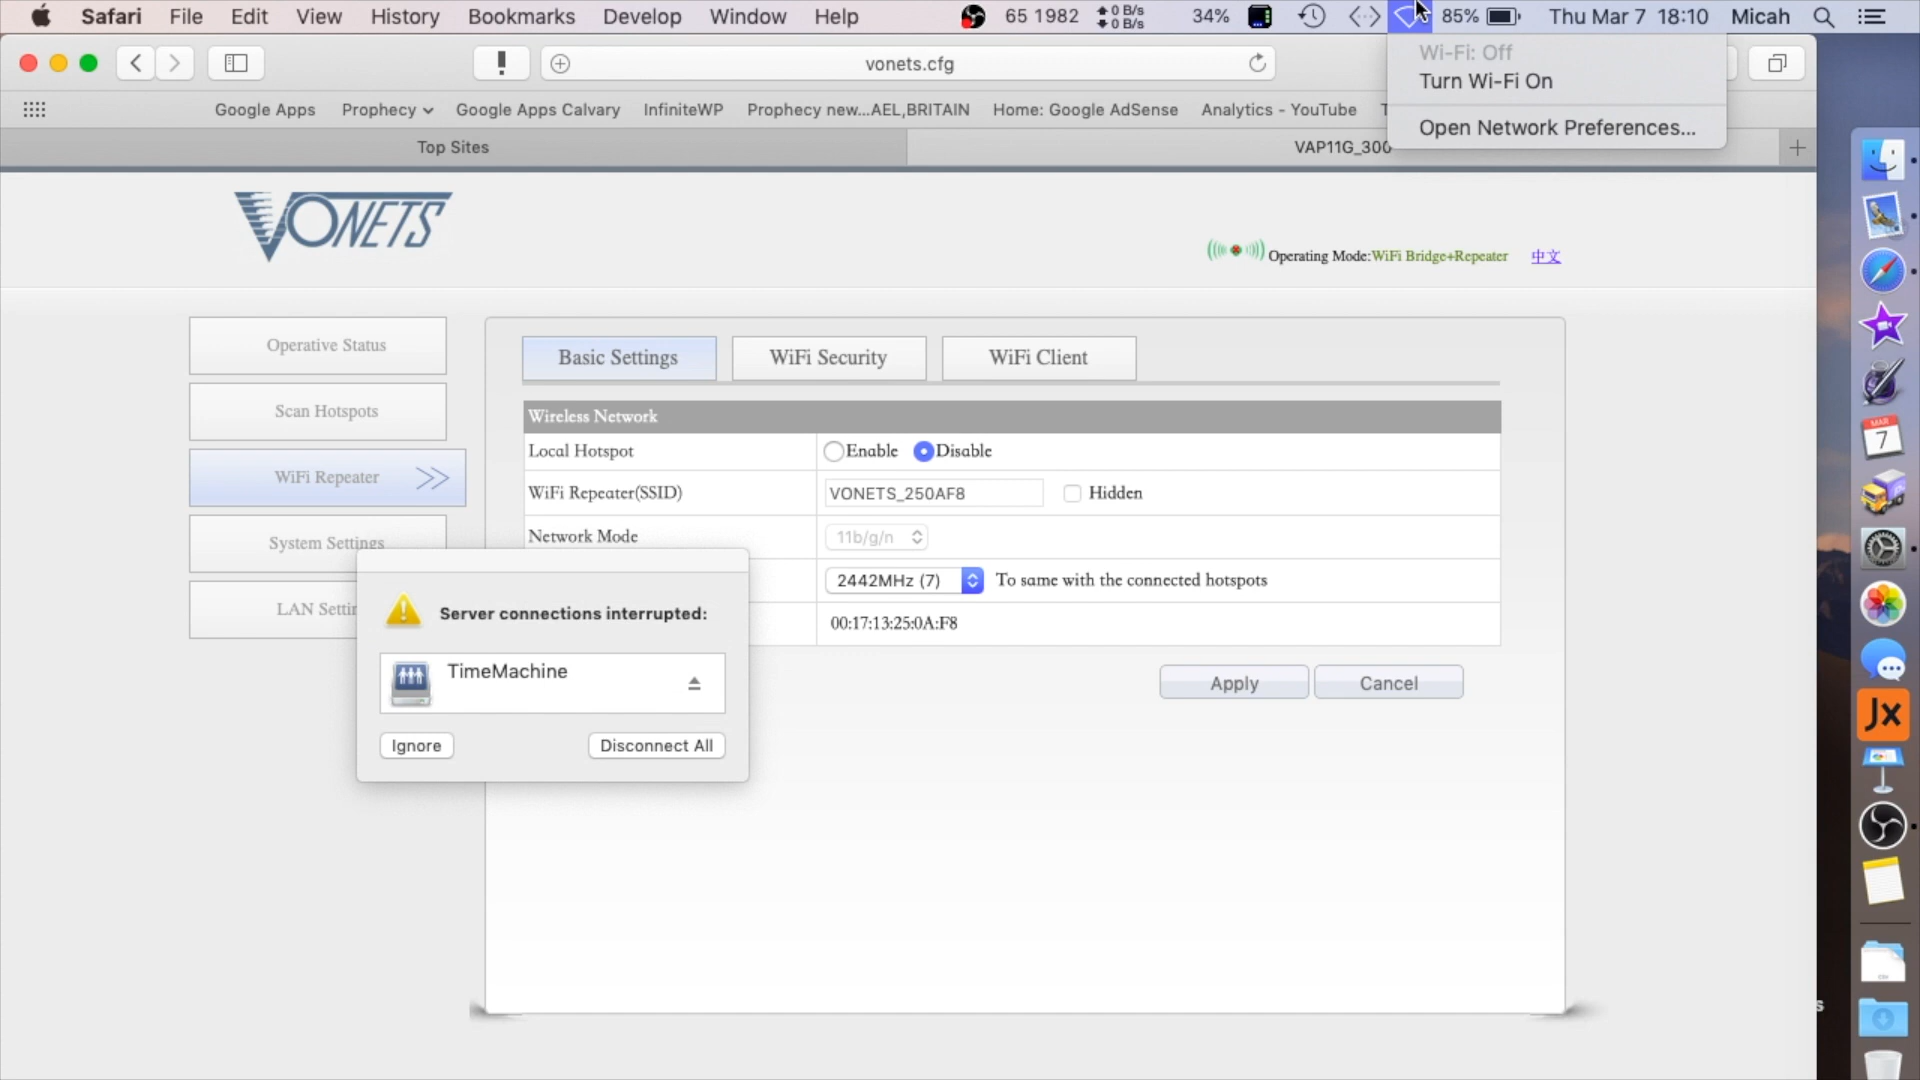 Safari File Edit View History Bookmarks Develop Window Help 65 1982 0 B/s 0 B/s 34% 85% Thu Mar 7 18:10 Micah
Wi-Fi: Off
Turn Wi-Fi On
Open Network Preferences...
vonets.cfg
Google Apps Prophecy Google Apps Calvary InfiniteWP Prophecy new...AEL,BRITAIN Home: Google AdSense Analytics - YouTube
Top Sites VAP11G_300
VONETS
Operating Mode:WiFi Bridge+Repeater 中文
Operative Status
Scan Hotspots
WiFi Repeater
System Settings
LAN Settin
Basic Settings WiFi Security WiFi Client
Wireless Network
Local Hotspot Enable Disable
WiFi Repeater(SSID) VONETS_250AF8 Hidden
Network Mode 11b/g/n
2442MHz (7) To same with the connected hotspots
00:17:13:25:0A:F8
Apply Cancel
Server connections interrupted:
TimeMachine
Ignore Disconnect All
MAR
7
Jx